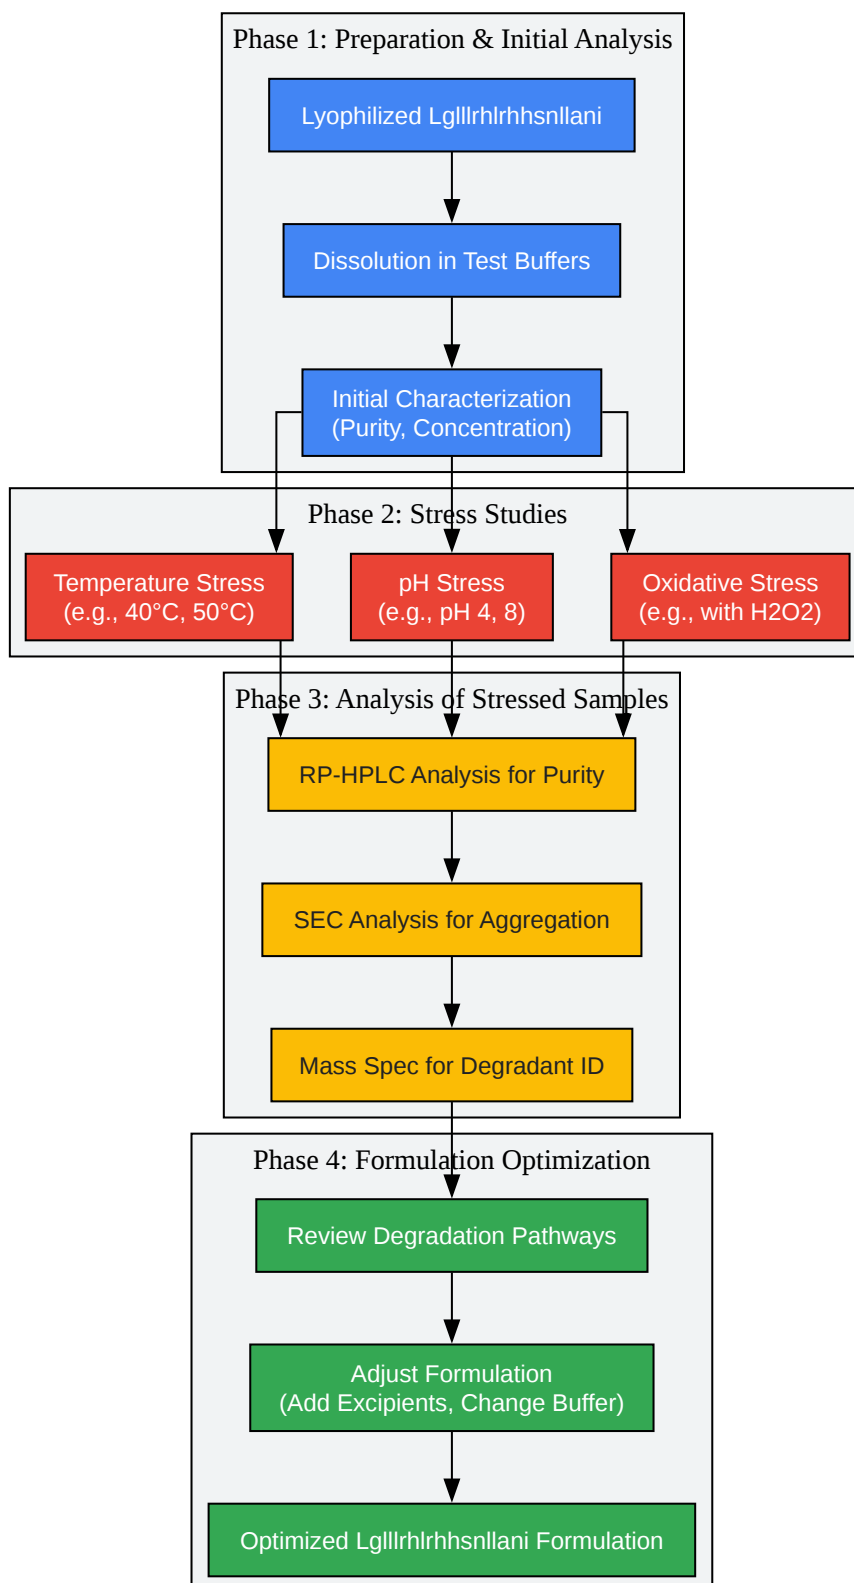 Phase 1: Preparation & Initial Analysis
Lyophilized Lglllrhlrhhsnllani
Dissolution in Test Buffers
Initial Characterization
(Purity, Concentration)
Phase 2: Stress Studies
Temperature Stress
(e.g., 40°C, 50°C)
pH Stress
(e.g., pH 4, 8)
Oxidative Stress
(e.g., with H2O2)
Phase 3: Analysis of Stressed Samples
RP-HPLC Analysis for Purity
SEC Analysis for Aggregation
Mass Spec for Degradant ID
Phase 4: Formulation Optimization
Review Degradation Pathways
Adjust Formulation
(Add Excipients, Change Buffer)
Optimized Lglllrhlrhhsnllani Formulation